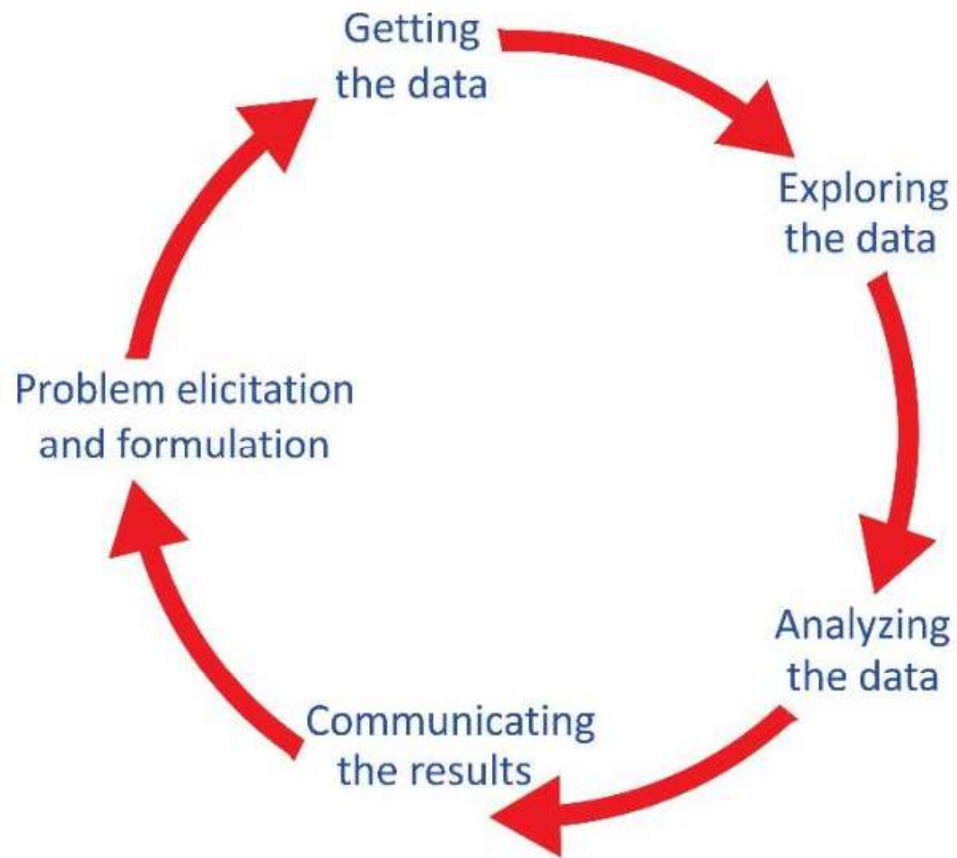 Getting
the data
Exploring
the data
Problem elicitation
and formulation
Analyzing
the data
Communicating
the results